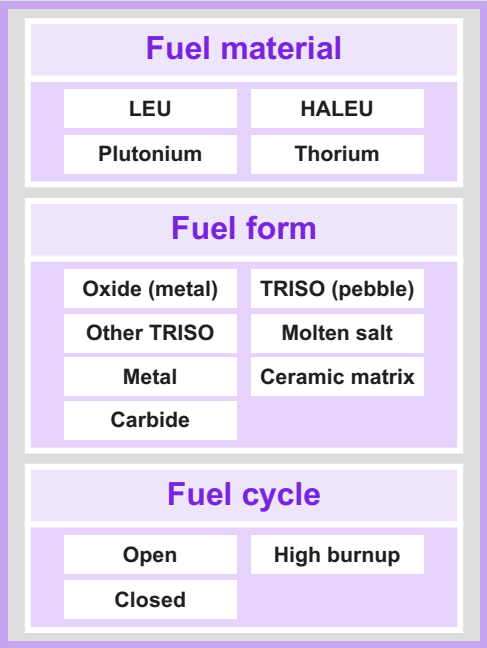 Fuel material
LEU
HALEU
Plutonium
Thorium
Fuel form
Oxide (metal)
TRISO (pebble)
Other TRISO
Molten salt
Metal
Ceramic matrix
Carbide
Fuel cycle
Open
High burnup
Closed